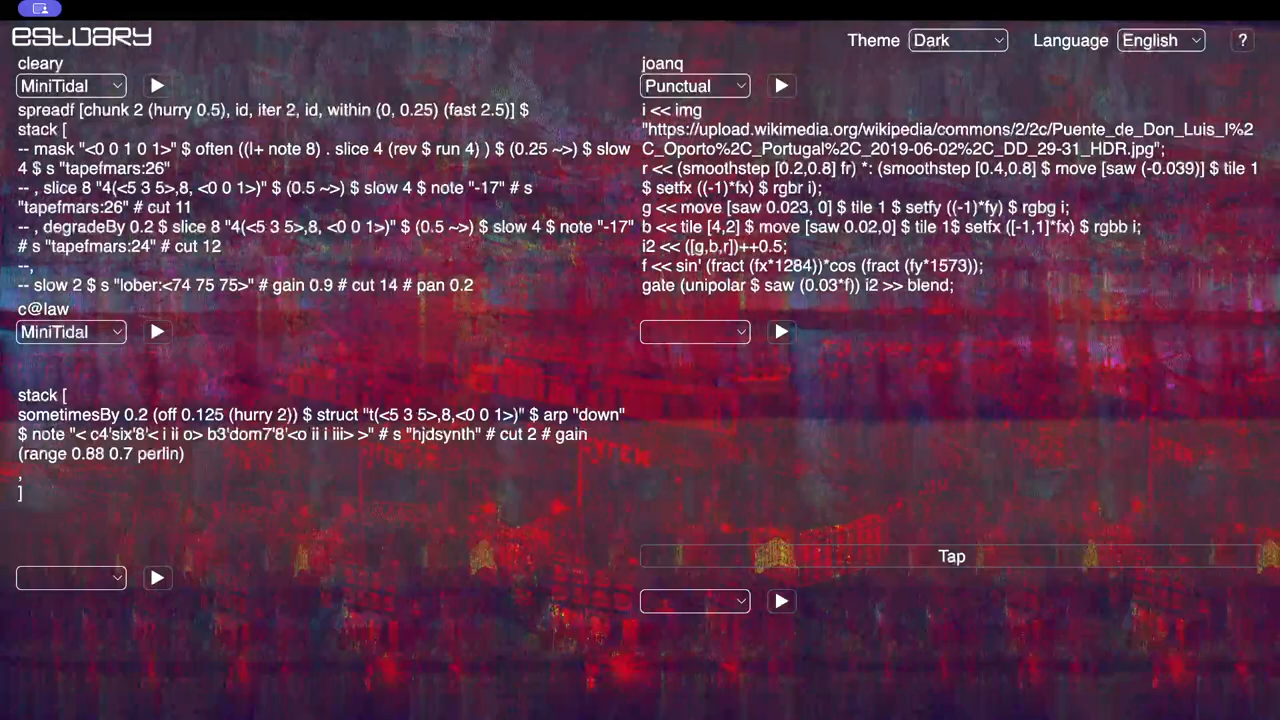 estuary
Theme Dark Language English ?
cleary
MiniTidal
spreadf [chunk 2 (hurry 0.5), id, iter 2, id, within (0, 0.25) (fast 2.5)] $
stack [
-- mask "<0 0 1 0 1>" $ often ((|+ note 8) . slice 4 (rev $ run 4) ) $ (0.25 ~>) $ slow
4 $ s "tapefmars:26"
-- , slice 8 "4(<5 3 5>,8, <0 0 1>)" $ (0.5 ~>) $ slow 4 $ note "-17" # s
"tapefmars:26" # cut 11
-- , degradeBy 0.2 $ slice 8 "4(<5 3 5>,8, <0 0 1>)" $ (0.5 ~>) $ slow 4 $ note "-17"
# s "tapefmars:24" # cut 12
--,
-- slow 2 $ s "lober:<74 75 75>" # gain 0.9 # cut 14 # pan 0.2
c@law
MiniTidal
stack [
sometimesBy 0.2 (off 0.125 (hurry 2)) $ struct "t(<5 3 5>,8,<0 0 1>)" $ arp "down"
$ note "< c4'six'8'< i ii o> b3'dom7'8'<o ii i iii> >" # s "hjdsynth" # cut 2 # gain
(range 0.88 0.7 perlin)
,
]
joanq
Punctual
i << img
"https://upload.wikimedia.org/wikipedia/commons/2/2c/Puente_de_Don_Luis_I%2
C_Oporto%2C_Portugal%2C_2019-06-02%2C_DD_29-31_HDR.jpg";
r << (smoothstep [0.2,0.8] fr) *: (smoothstep [0.4,0.8] $ move [saw (-0.039)] $ tile 1
$ setfx ((-1)*fx) $ rgbr i);
g << move [saw 0.023, 0] $ tile 1 $ setfy ((-1)*fy) $ rgbg i;
b << tile [4,2] $ move [saw 0.02,0] $ tile 1$ setfx ([-1,1]*fx) $ rgbb i;
i2 << ([g,b,r])++0.5;
f << sin' (fract (fx*1284))*cos (fract (fy*1573));
gate (unipolar $ saw (0.03*f)) i2 >> blend;
Tap